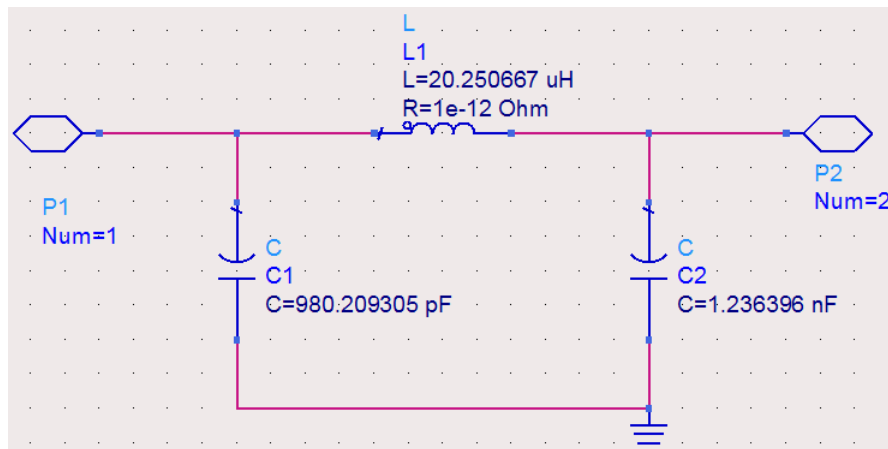 L
L1
L=20.250667 uH
R=1e-12 Ohm
P1
Num=1
P2
Num=2
C
C1
C=980.209305 pF
C
C2
C=1.236396 nF